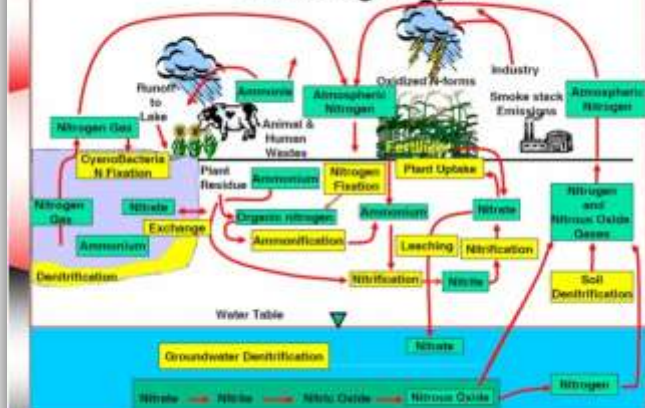 Oxidized N-forms
Industry
Runoff
to
Lake
Ammonia
Atmospheric
Nitrogen
Smoke stack
Emissions
Atmospheric
Nitrogen
Nitrogen Gas
Animal &
Human
Wastes
Fertilizer
CyanoBacteria
N Fixation
Plant
Residue
Ammonium
Nitrogen
Fixation
Plant Uptake
Nitrogen
Gas
Nitrate
Organic nitrogen
Ammonium
Nitrate
Nitrogen
and
Nitrous Oxide
Gases
Exchange
Ammonium
Ammonification
Leaching
Nitrification
Denitrification
Nitrification
Nitrite
Soil
Denitrification
Water Table
Groundwater Denitrification
Nitrate
Nitrate
Nitrite
Nitric Oxide
Nitrous Oxide
Nitrogen